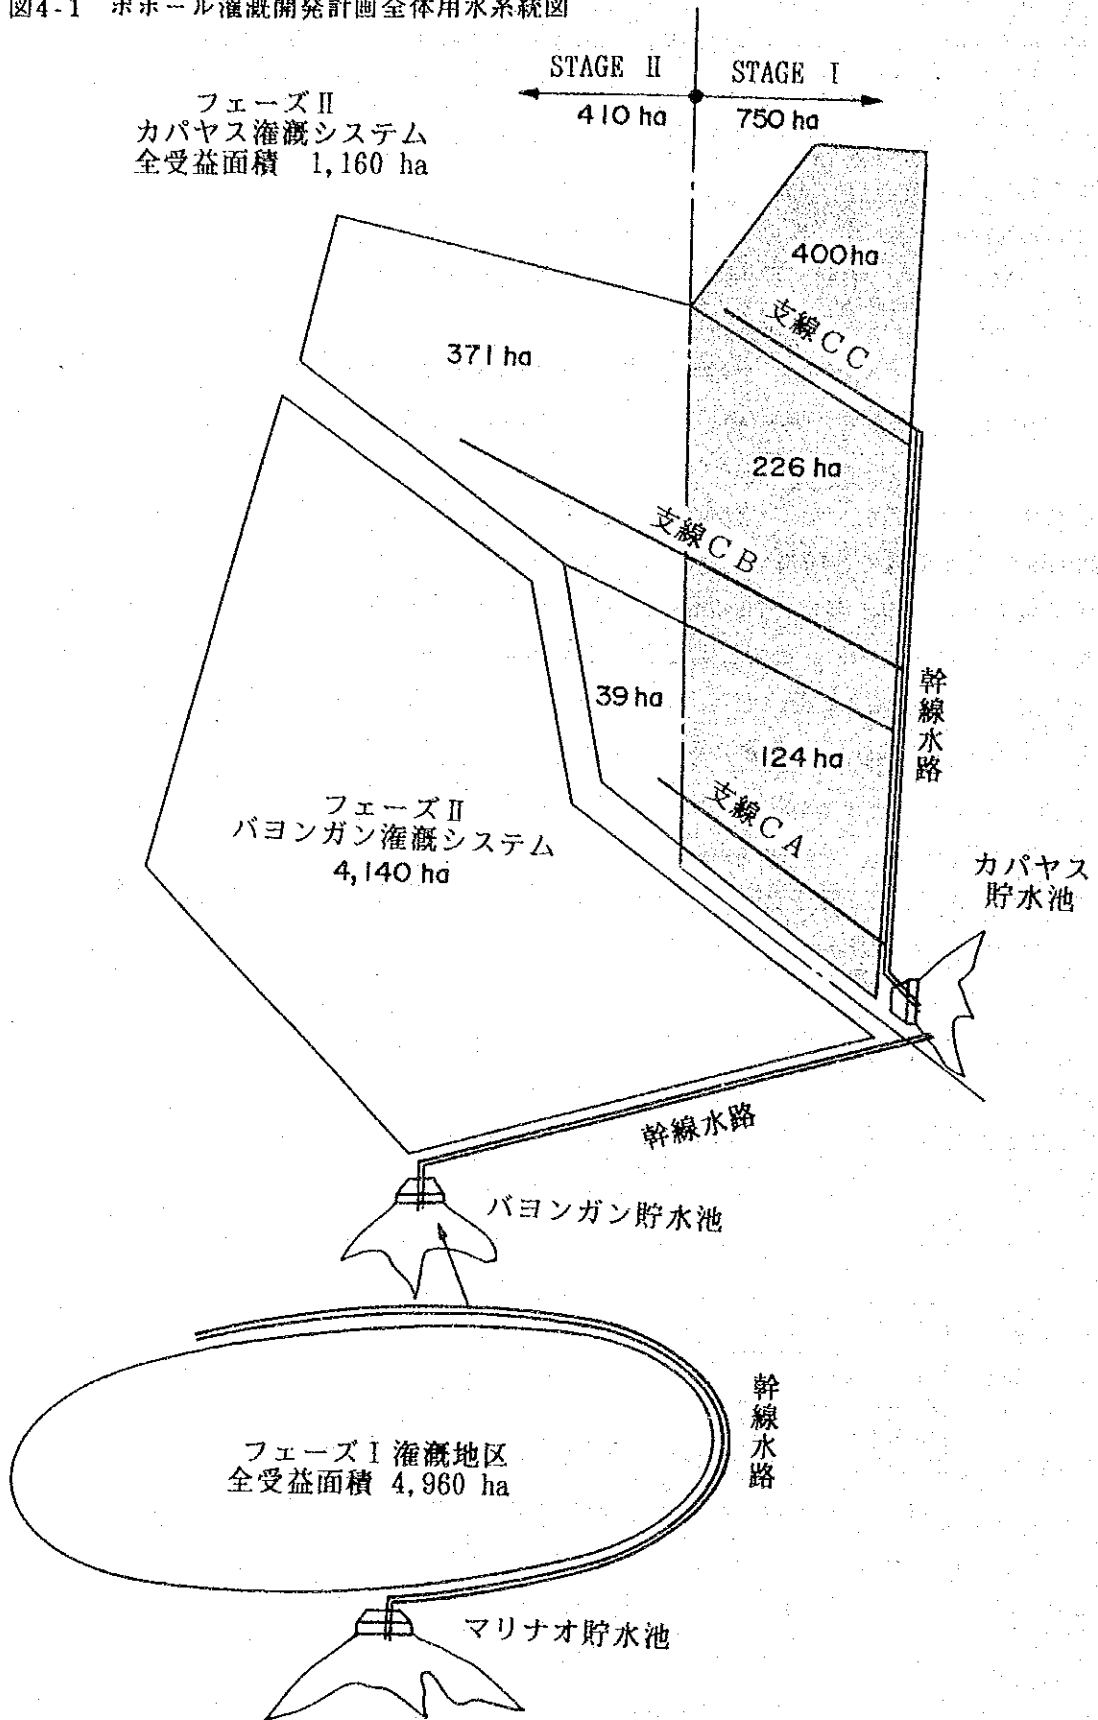 図4-1 ボホール灌漑開発計画全体用水系統図
STAGE Ⅱ
STAGE Ⅰ
410 ha
750 ha
フェーズⅡ
カパヤス灌漑システム
全受益面積 1,160 ha
400ha
支線CC
371 ha
226 ha
支線CB
幹線水路
39 ha
124 ha
支線CA
フェーズⅡ
バヨンガン灌漑システム
4,140 ha
カパヤス
貯水池
幹線水路
バヨンガン貯水池
幹線水路
フェーズⅠ灌漑地区
全受益面積 4,960 ha
マリナオ貯水池